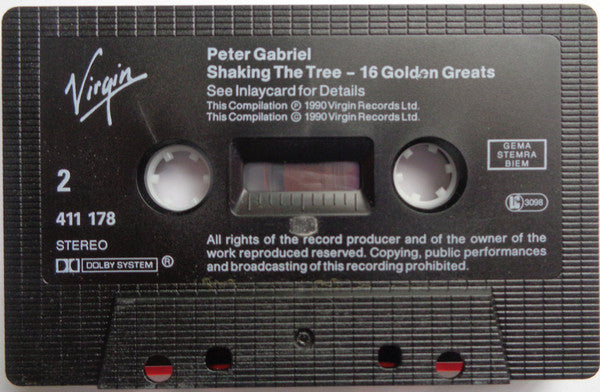 Virgin
Peter Gabriel
Shaking The Tree – 16 Golden Greats
See Inlaycard for Details
This Compilation Ⓟ 1990 Virgin Records Ltd.
This Compilation © 1990 Virgin Records Ltd.
2
411 178
STEREO
DOLBY SYSTEM ®
GEMA
STEMRA
BIEM
LC 3098
All rights of the record producer and of the owner of the
work reproduced reserved. Copying, public performances
and broadcasting of this recording prohibited.